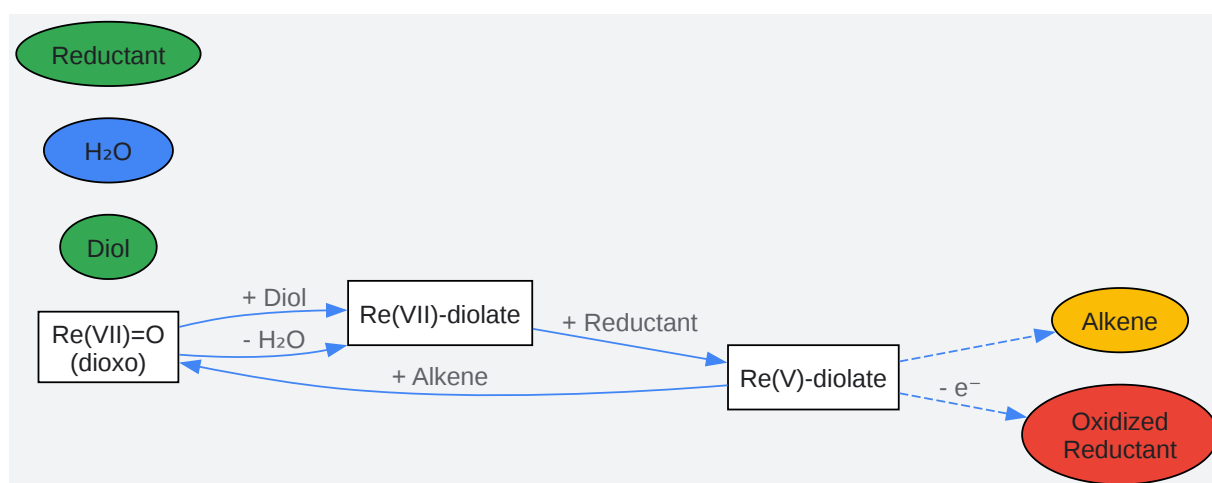 Reductant
H₂O
Diol
+ Diol
Re(VII)-diolate
+ Reductant
Re(VII)=O
(dioxo)
- H₂O
Alkene
+ Alkene
Re(V)-diolate
- e⁻
Oxidized
Reductant